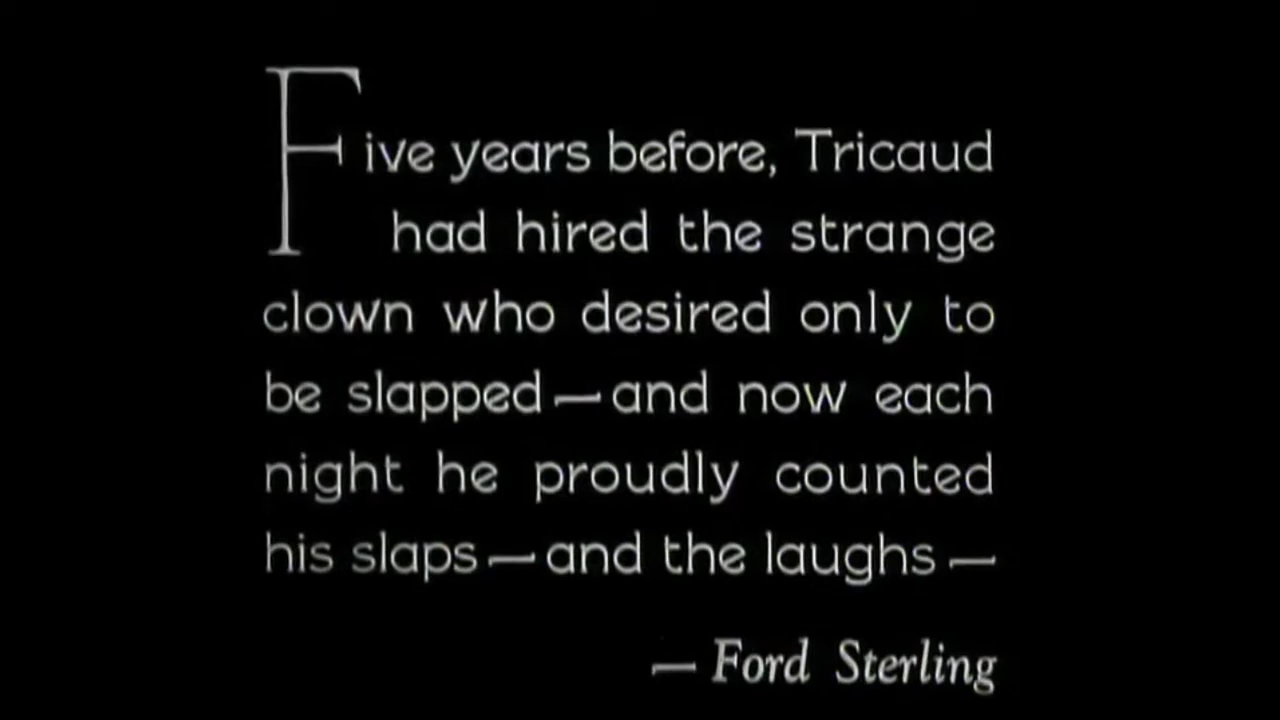 Five years before, Tricaud
had hired the strange
clown who desired only to
be slapped—and now each
night he proudly counted
his slaps—and the laughs—
— Ford Sterling